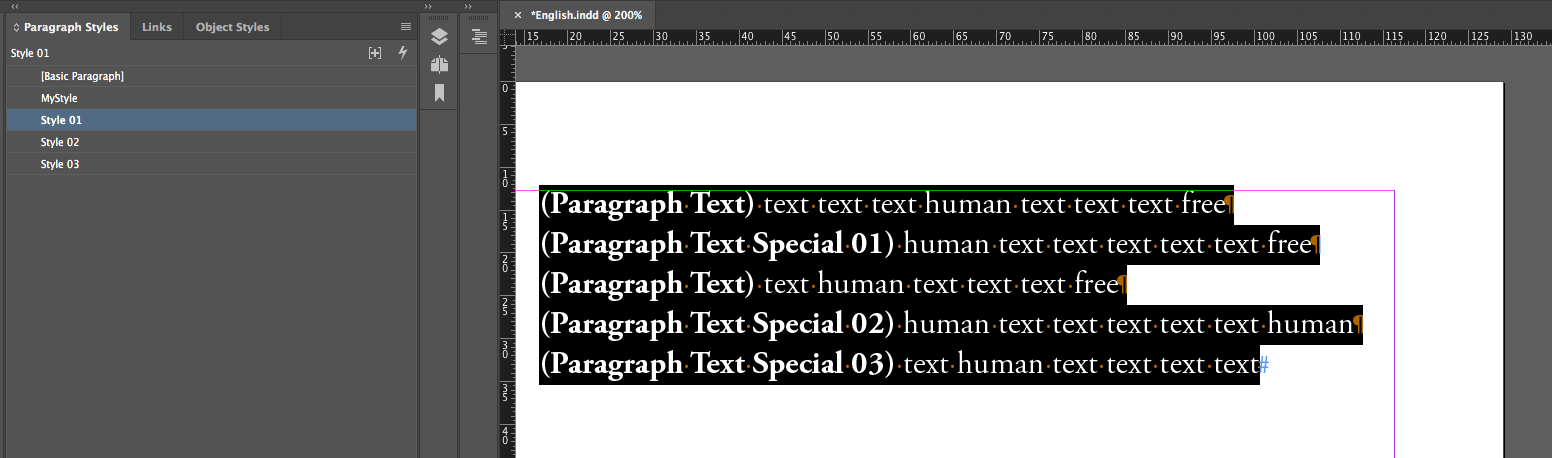 Paragraph Styles
Links
Object Styles
Style 01
[Basic Paragraph]
MyStyle
Style 01
Style 02
Style 03
*English.indd @ 200%
15 20 25 30 35 40 45 50 55 60 65 70 75 80 85 90 95 100 105 110 115 120 125 130
0
5
10
15
20
25
30
35
40
(Paragraph Text) text text text human text text text free¶
(Paragraph Text Special 01) human text text text text text free¶
(Paragraph Text) text human text text text free¶
(Paragraph Text Special 02) human text text text text text human¶
(Paragraph Text Special 03) text human text text text text#